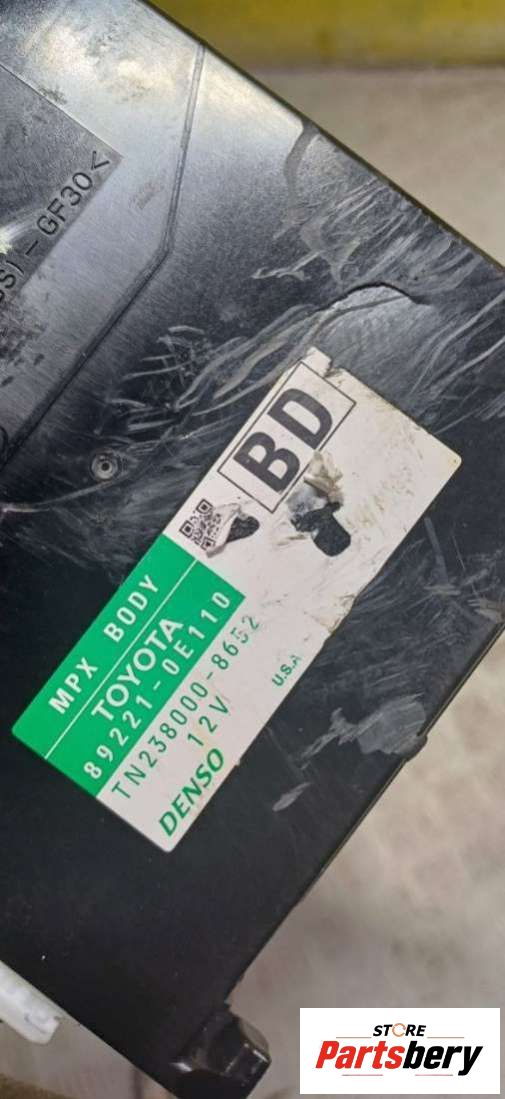 -GF30<
BD
MPX BODY
TOYOTA
89221-0E110
TN238000-8652
12V
DENSO
U.S.A
STORE
Partsbery